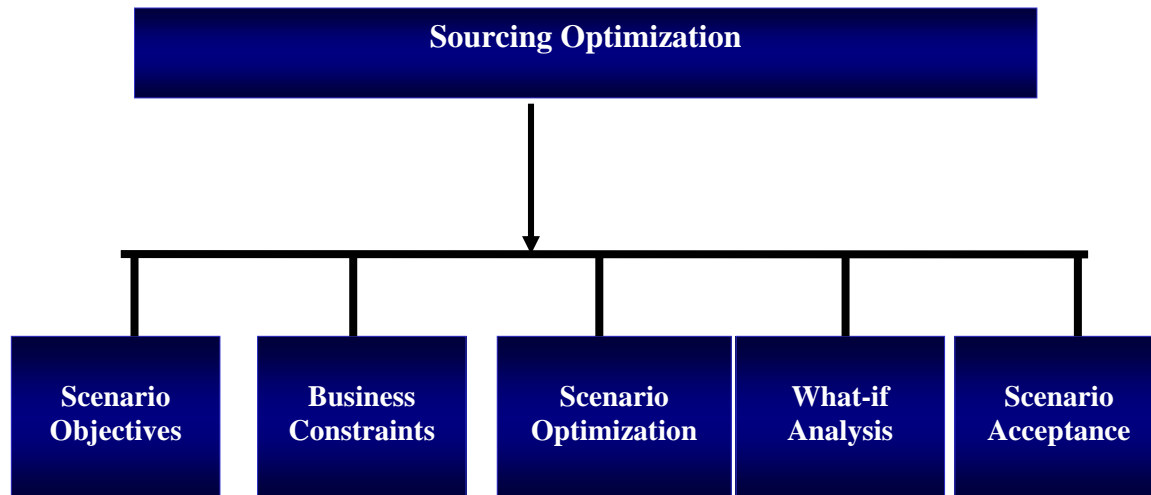 Sourcing Optimization
Scenario
Objectives
Business
Constraints
Scenario
Optimization
What-if
Analysis
Scenario
Acceptance